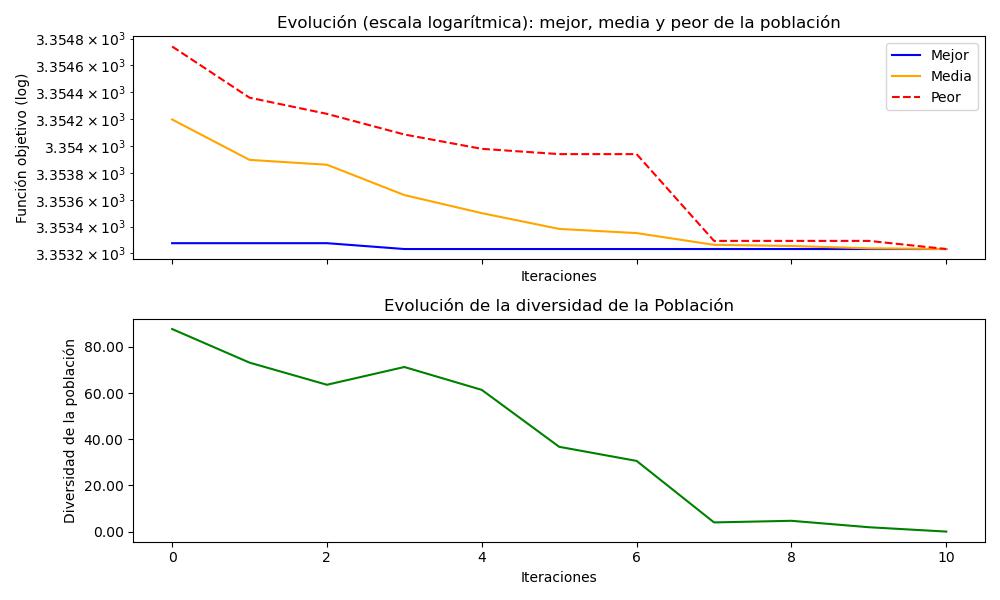 Evolución (escala logarítmica): mejor, media y peor de la población
3.3548 × 10³
3.3546 × 10³
3.3544 × 10³
3.3542 × 10³
3.354 × 10³
3.3538 × 10³
3.3536 × 10³
3.3534 × 10³
3.3532 × 10³
Función objetivo (log)
Mejor
Media
Peor
Iteraciones
Evolución de la diversidad de la Población
80.00
60.00
40.00
20.00
0.00
Diversidad de la población
0 2 4 6 8 10
Iteraciones